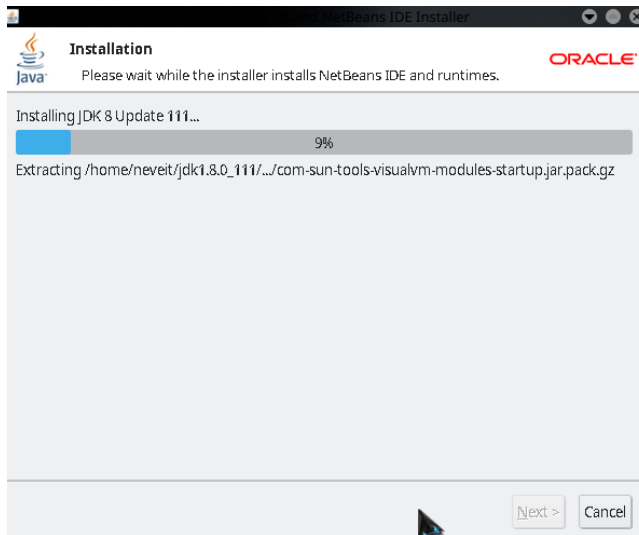 and NetBeans IDE Installer
Installation
Please wait while the installer installs NetBeans IDE and runtimes.
Java
ORACLE
Installing JDK 8 Update 111...
9%
Extracting /home/neveit/jdk1.8.0_111/.../com-sun-tools-visualvm-modules-startup.jar.pack.gz
Next >
Cancel